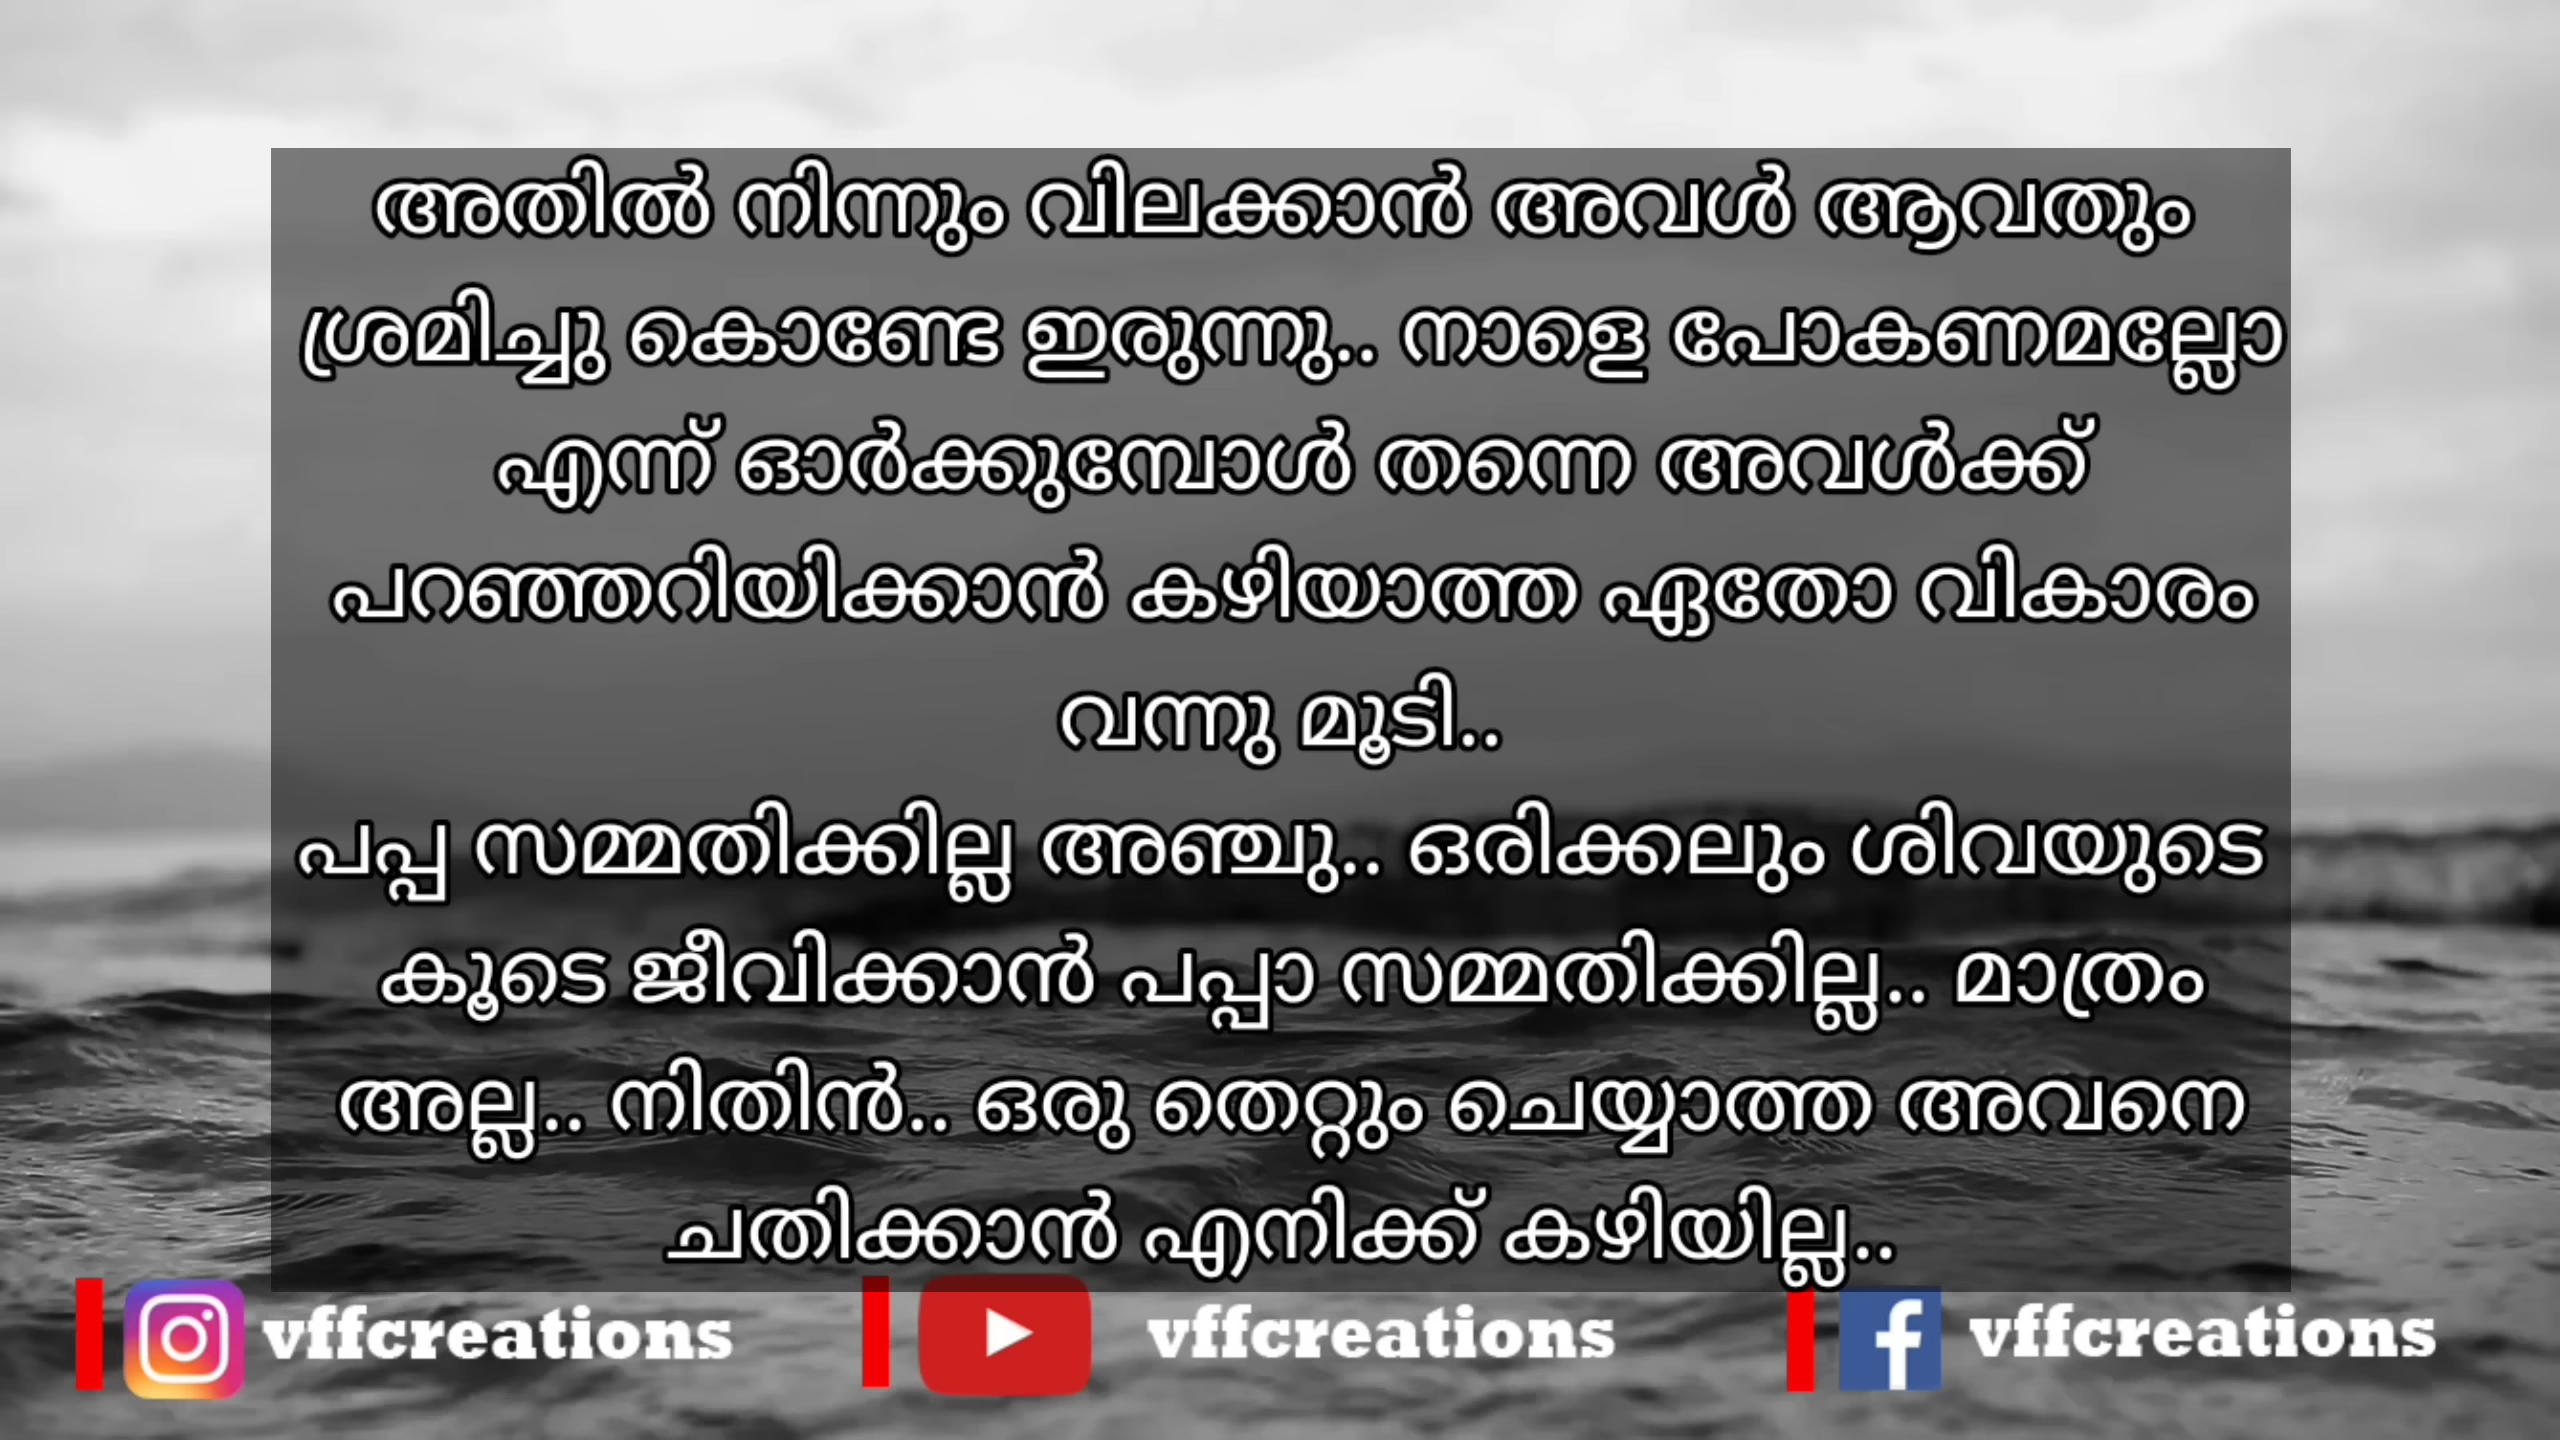 അതിൽ നിന്നും വിലക്കാൻ അവൾ ആവതും
ശ്രമിച്ചു കൊണ്ടേ ഇരുന്നു.. നാളെ പോകണമല്ലോ
എന്ന് ഓർക്കുമ്പോൾ തന്നെ അവൾക്ക്
പറഞ്ഞറിയിക്കാൻ കഴിയാത്ത ഏതോ വികാരം
വന്നു മൂടി..
പപ്പ സമ്മതിക്കില്ല അഞ്ചു.. ഒരിക്കലും ശിവയുടെ
കൂടെ ജീവിക്കാൻ പപ്പാ സമ്മതിക്കില്ല.. മാത്രം
അല്ല.. നിതിൻ.. ഒരു തെറ്റും ചെയ്യാത്ത അവനെ
ചതിക്കാൻ എനിക്ക് കഴിയില്ല..
vffcreations vffcreations vffcreations